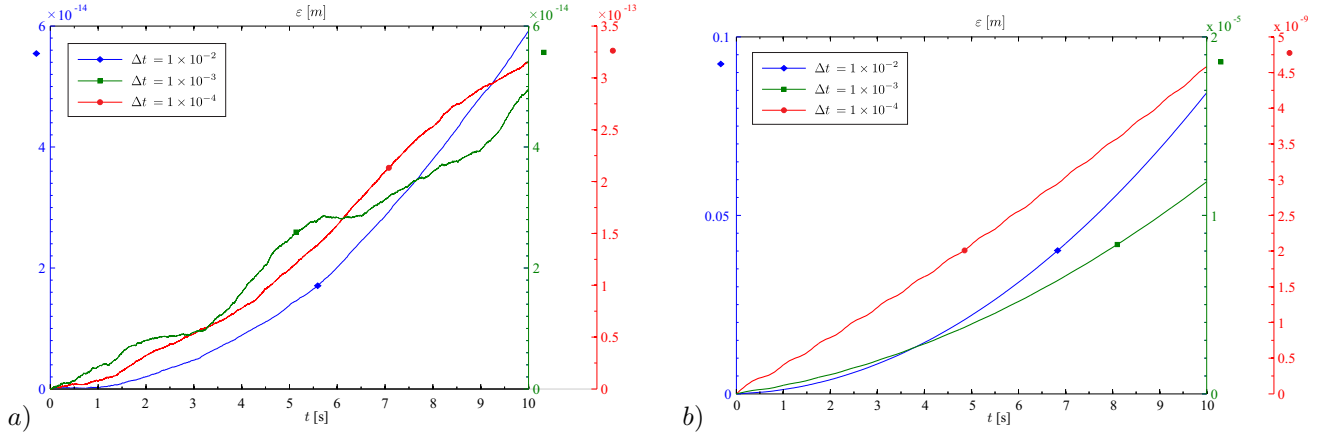 ×10⁻¹⁴ ε [m] ×10⁻¹⁴ ×10⁻¹³
6 6 3.5
Δt = 1 × 10⁻²
Δt = 1 × 10⁻³
Δt = 1 × 10⁻⁴
3
2.5
4 4
2
1.5
2 2
1
0.5
0 0 0
0 1 2 3 4 5 6 7 8 9 10
a) t [s]
ε [m] x 10⁻⁵ x 10⁻⁹
0.1 2 5
Δt = 1 × 10⁻²
Δt = 1 × 10⁻³
Δt = 1 × 10⁻⁴
4.5
4
3.5
3
0.05 1 2.5
2
1.5
1
0.5
0 0 0
0 1 2 3 4 5 6 7 8 9 10
b) t [s]